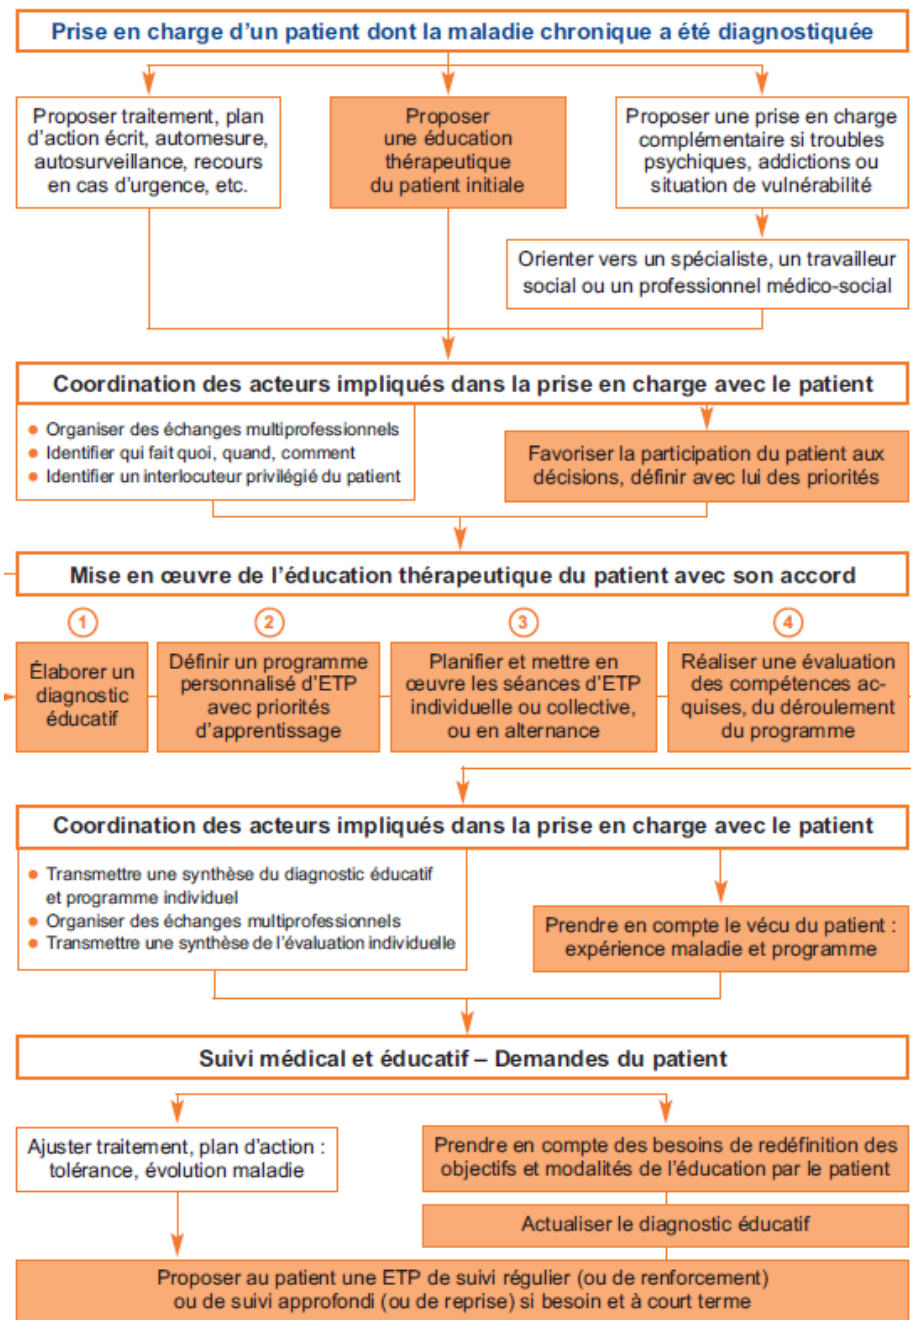 Prise en charge d'un patient dont la maladie chronique a été diagnostiquée
Proposer traitement, plan
d'action écrit, automesure,
autosurveillance, recours
en cas d'urgence, etc.
Proposer
une éducation
thérapeutique
du patient initiale
Proposer une prise en charge
complémentaire si troubles
psychiques, addictions ou
situation de vulnérabilité
Orienter vers un spécialiste, un travailleur
social ou un professionnel médico-social
Coordination des acteurs impliqués dans la prise en charge avec le patient
• Organiser des échanges multiprofessionnels
• Identifier qui fait quoi, quand, comment
• Identifier un interlocuteur privilégié du patient
Favoriser la participation du patient aux
décisions, définir avec lui des priorités
Mise en œuvre de l'éducation thérapeutique du patient avec son accord
1
Élaborer un
diagnostic
éducatif
2
Définir un programme
personnalisé d'ETP
avec priorités
d'apprentissage
3
Planifier et mettre en
œuvre les séances d'ETP
individuelle ou collective,
ou en alternance
4
Réaliser une évaluation
des compétences ac-
quises, du déroulement
du programme
Coordination des acteurs impliqués dans la prise en charge avec le patient
• Transmettre une synthèse du diagnostic éducatif
et programme individuel
• Organiser des échanges multiprofessionnels
• Transmettre une synthèse de l'évaluation individuelle
Prendre en compte le vécu du patient :
expérience maladie et programme
Suivi médical et éducatif – Demandes du patient
Ajuster traitement, plan d'action :
tolérance, évolution maladie
Prendre en compte des besoins de redéfinition des
objectifs et modalités de l'éducation par le patient
Actualiser le diagnostic éducatif
Proposer au patient une ETP de suivi régulier (ou de renforcement)
ou de suivi approfondi (ou de reprise) si besoin et à court terme